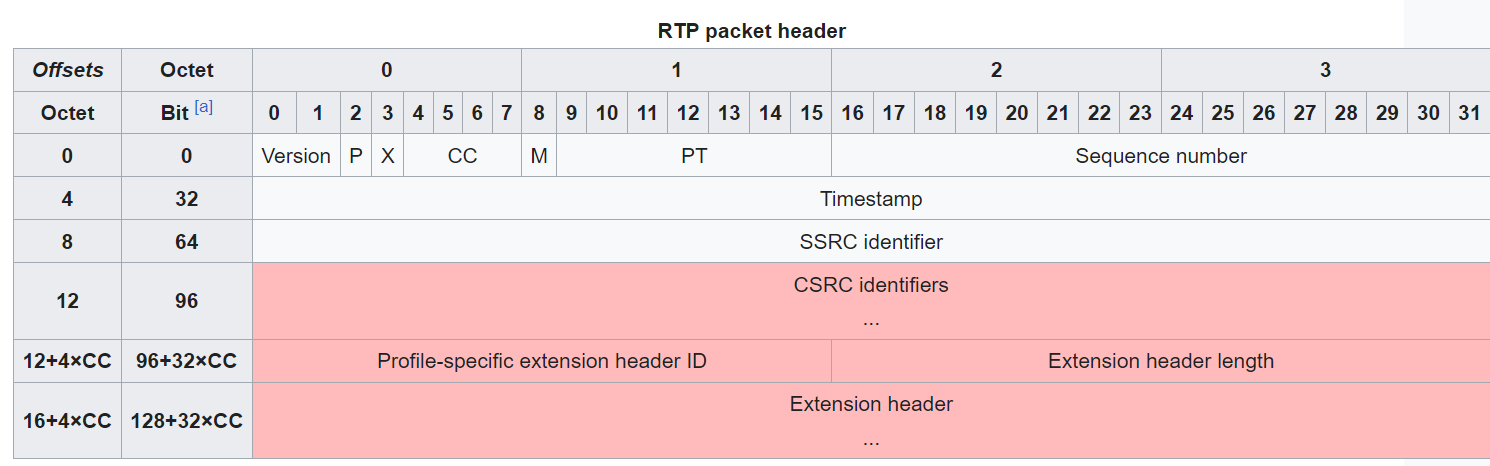 RTP packet header
Offsets Octet 0 1 2 3
Octet Bit [a] 0 1 2 3 4 5 6 7 8 9 10 11 12 13 14 15 16 17 18 19 20 21 22 23 24 25 26 27 28 29 30 31
0 0 Version P X CC M PT Sequence number
4 32 Timestamp
8 64 SSRC identifier
12 96 CSRC identifiers
...
12+4×CC 96+32×CC Profile-specific extension header ID Extension header length
16+4×CC 128+32×CC Extension header
...